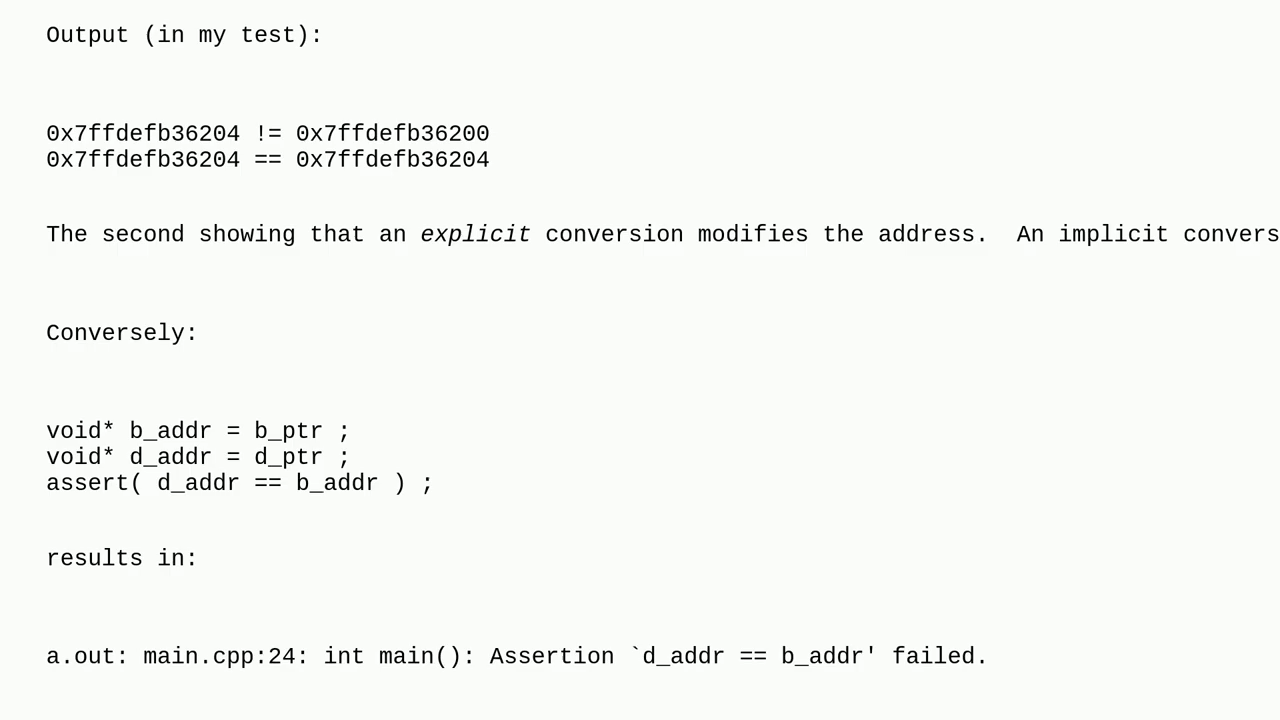 Output (in my test):
0x7ffdefb36204 != 0x7ffdefb36200
0x7ffdefb36204 == 0x7ffdefb36204
The second showing that an explicit conversion modifies the address.  An implicit convers
Conversely:
void* b_addr = b_ptr ;
void* d_addr = d_ptr ;
assert( d_addr == b_addr ) ;
results in:
a.out: main.cpp:24: int main(): Assertion `d_addr == b_addr' failed.